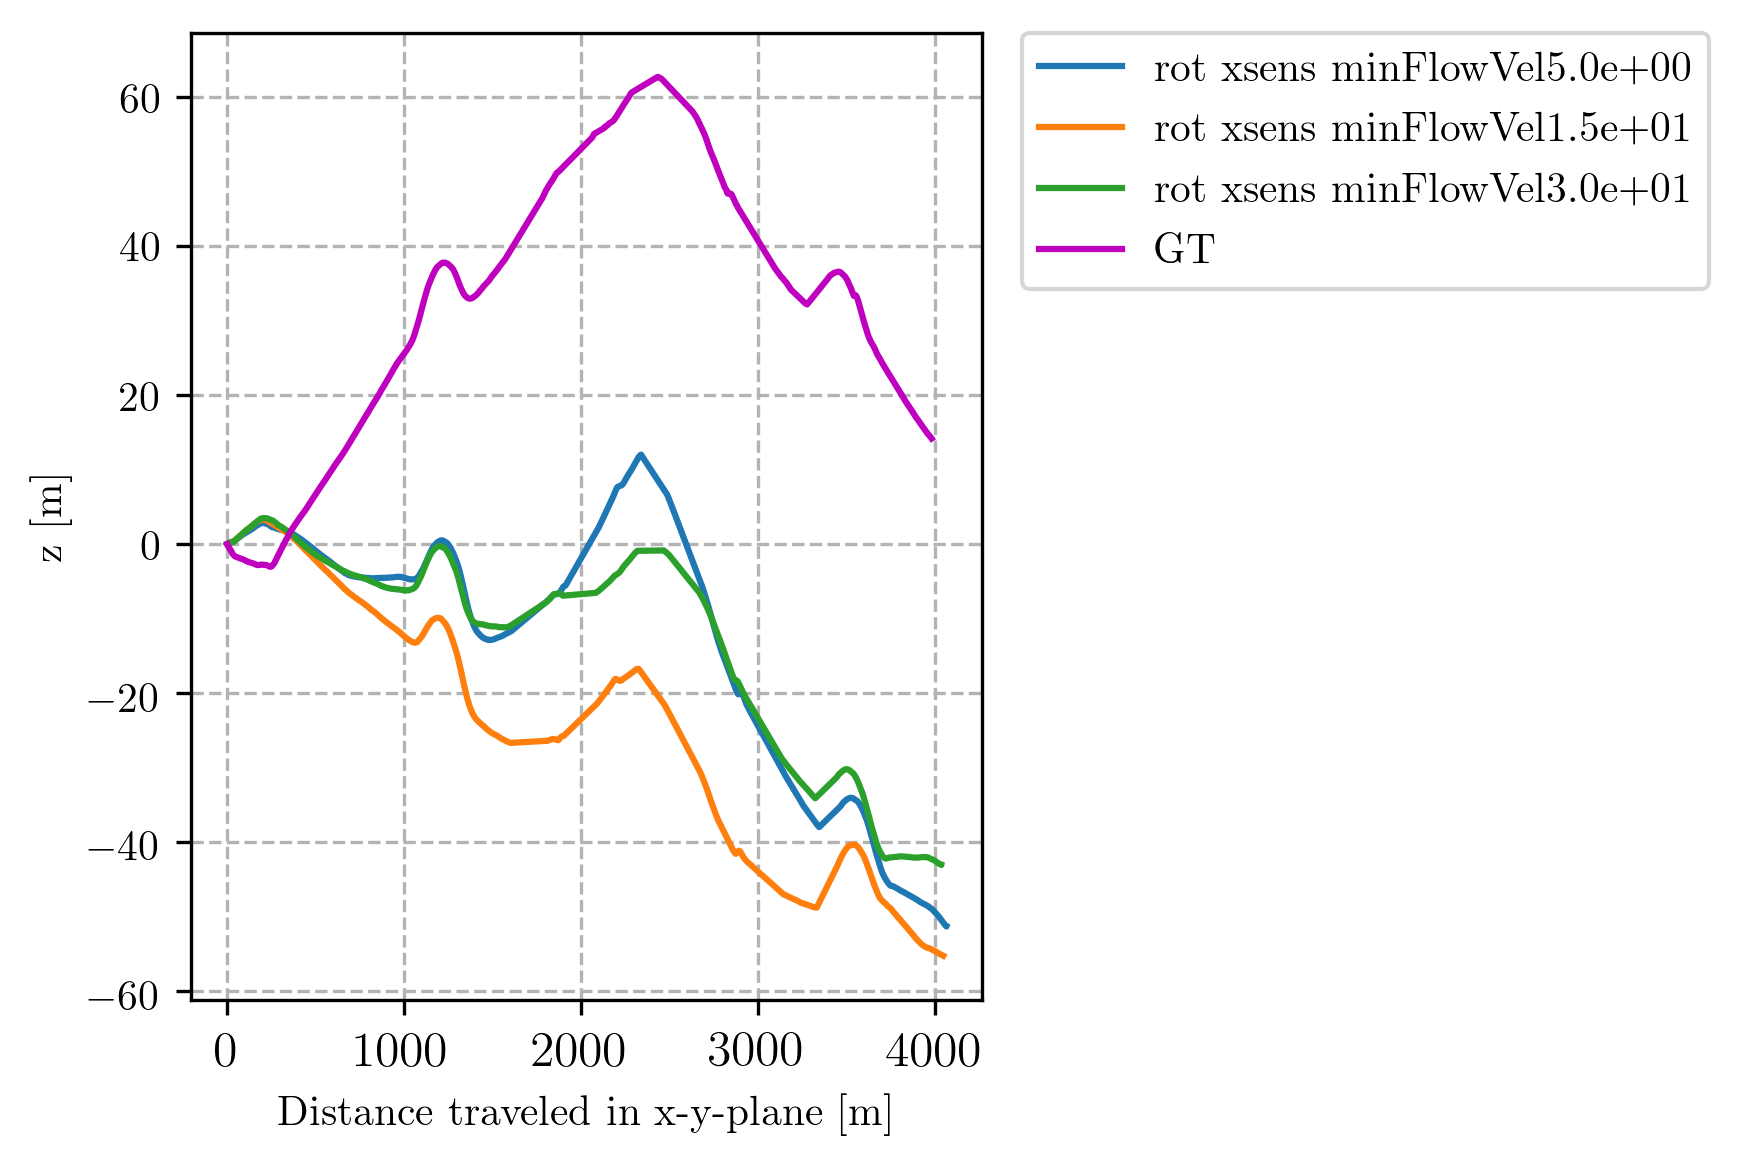 60
40
20
0
−20
−40
−60
z [m]
0
1000
2000
3000
4000
Distance traveled in x-y-plane [m]
rot xsens minFlowVel5.0e+00
rot xsens minFlowVel1.5e+01
rot xsens minFlowVel3.0e+01
GT